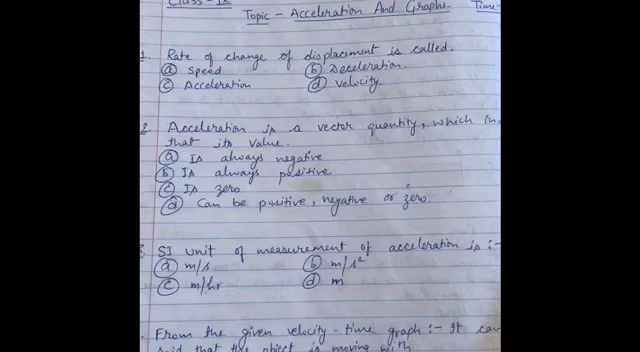 Class - IX
Topic - Acceleration And Graphs Time -
1. Rate of change of displacement is called.
(a) Speed (b) Deceleration.
(c) Acceleration (d) Velocity
2. Acceleration is a vector quantity, which in
that its value.
(a) Is always negative
(b) Is always positive
(c) Is zero
(d) Can be positive, negative or zero.
3. SI unit of measurement of acceleration is :-
(a) m/s (b) m/s²
(c) m/hr (d) m
From the given velocity - time graph :- It can
said that the object is moving with